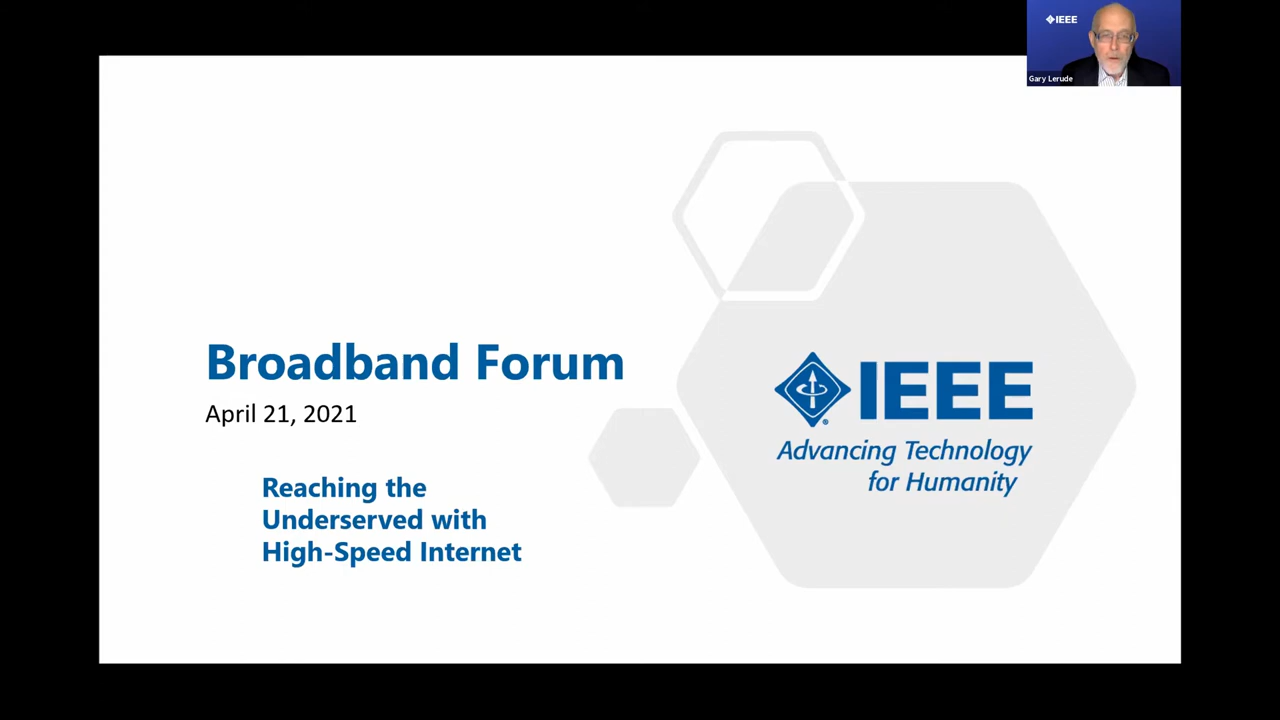 IEEE
Gary Lerude
Broadband Forum
April 21, 2021
Reaching the
Underserved with
High-Speed Internet
IEEE
Advancing Technology
for Humanity